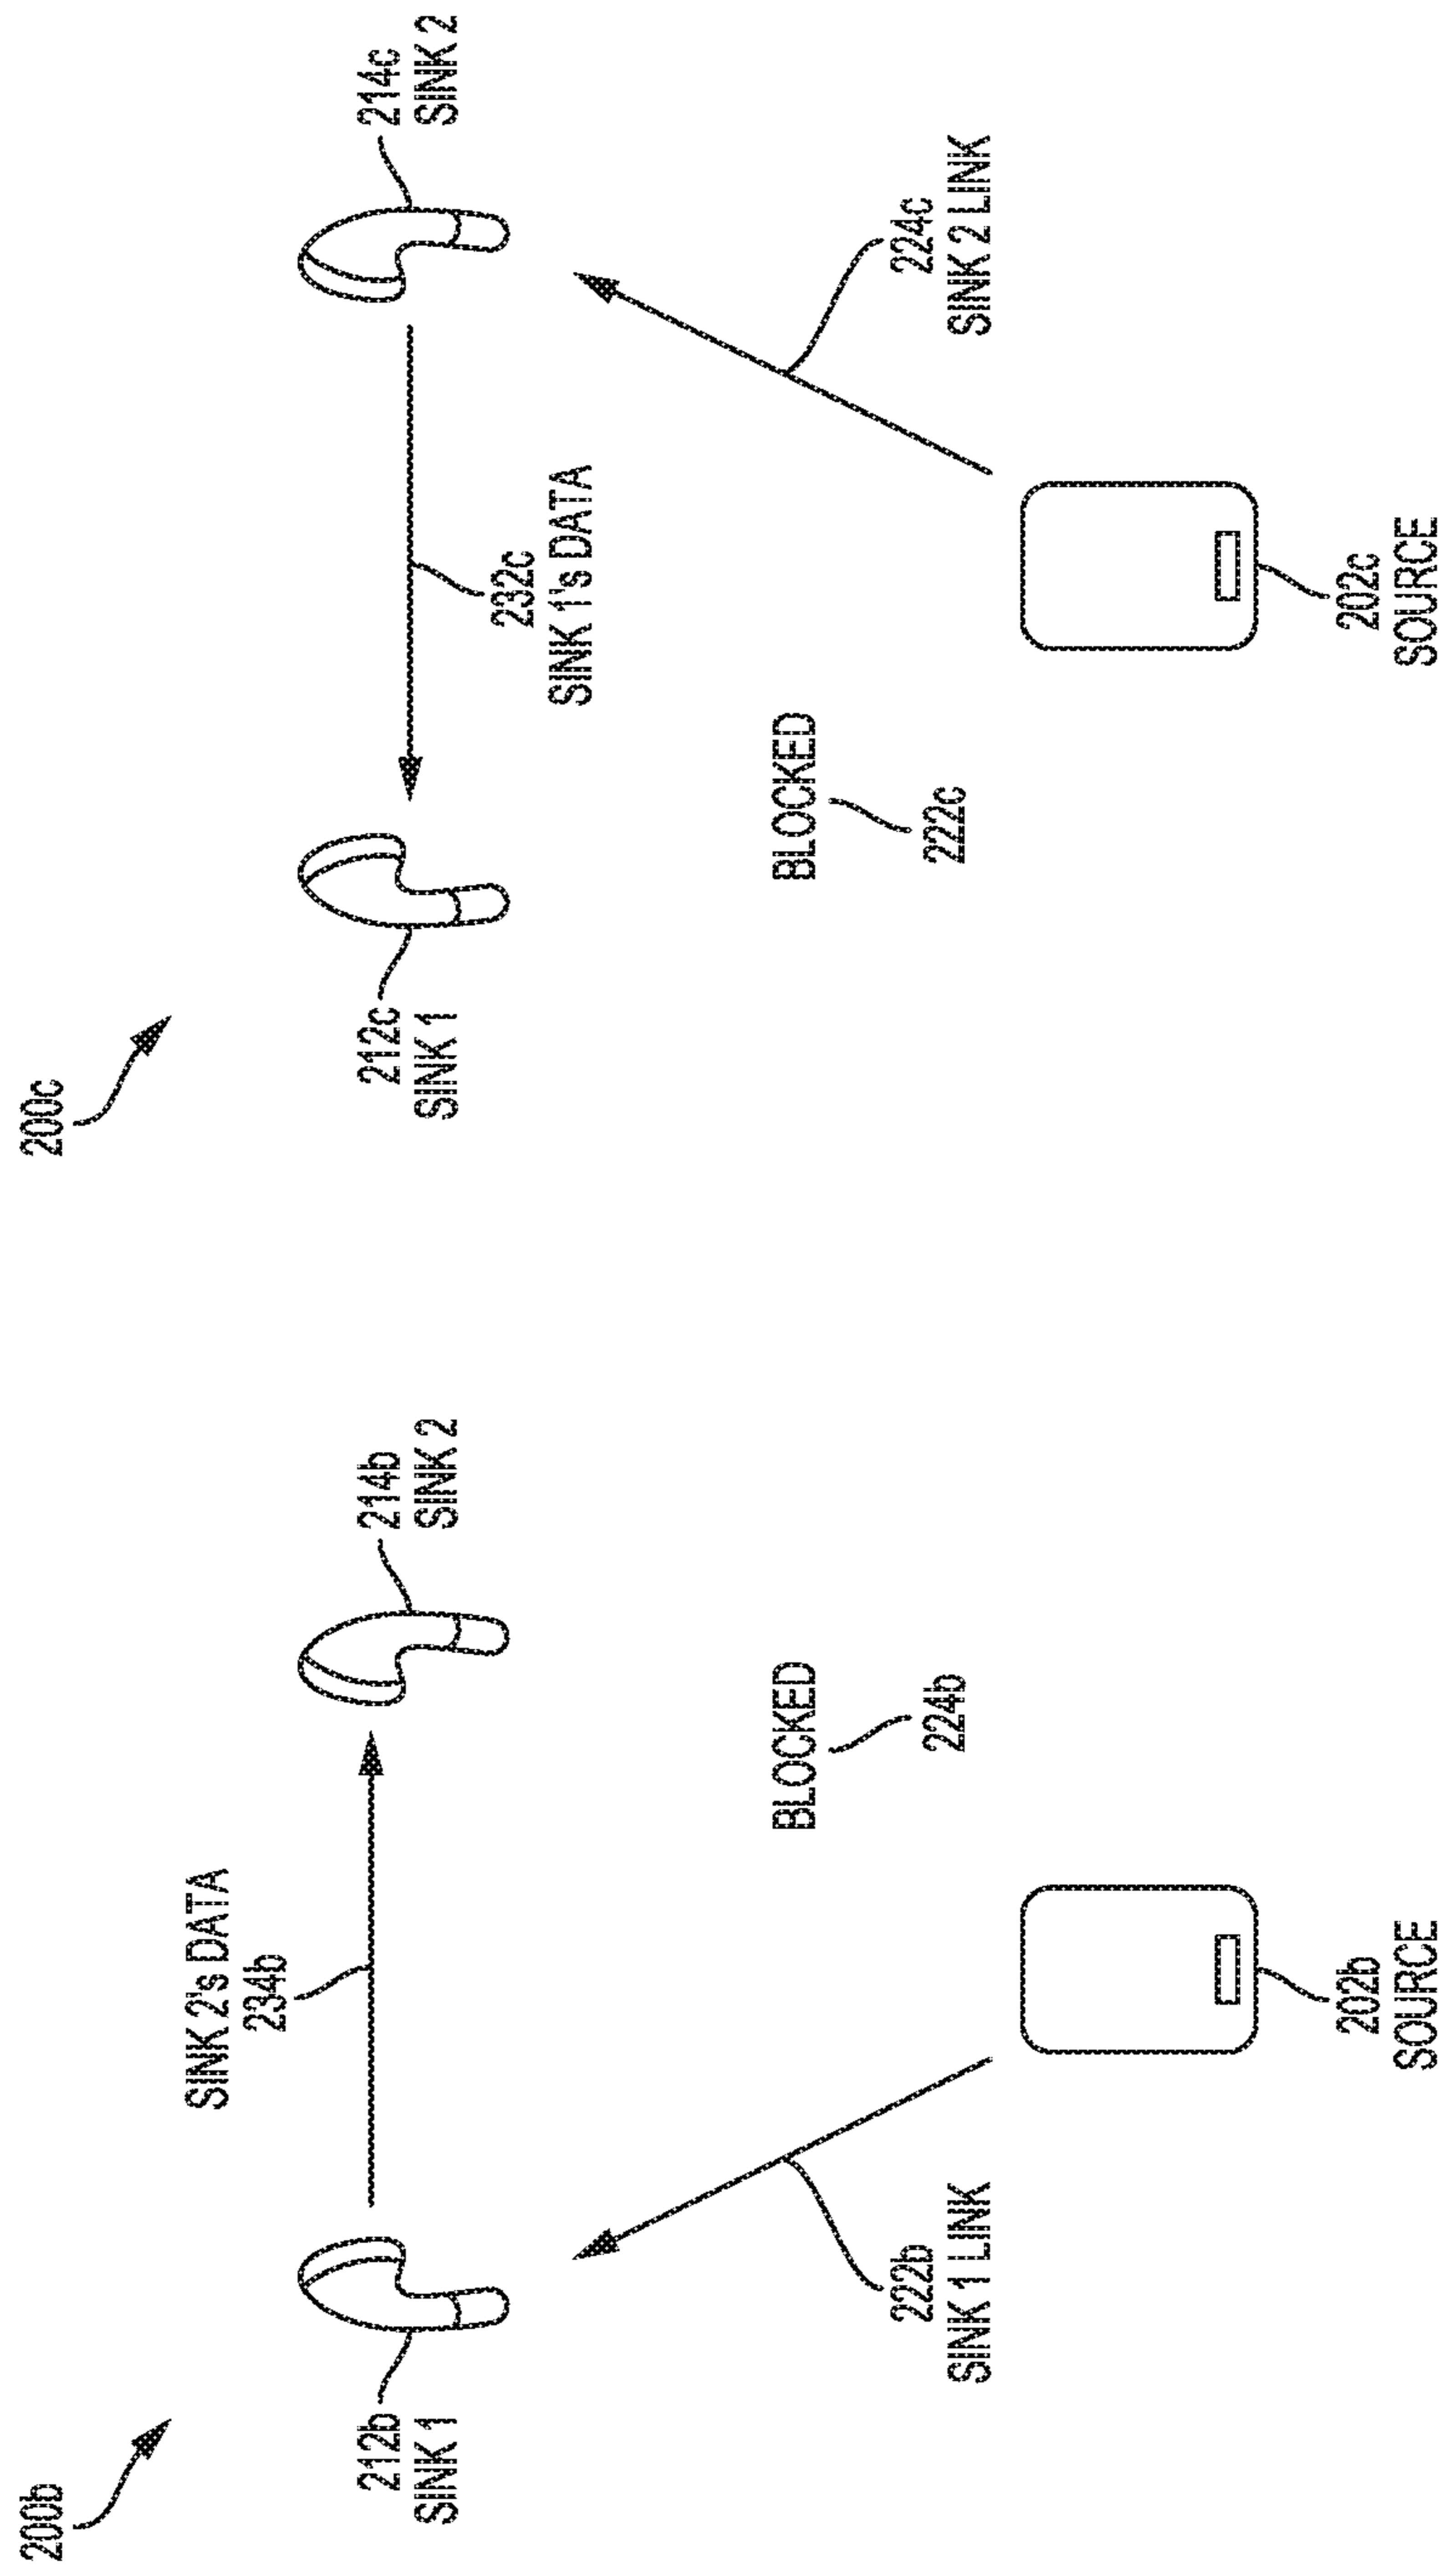 200b
SINK 2's DATA
234b
212b
SINK 1
214b
SINK 2
BLOCKED
224b
222b
SINK 1 LINK
202b
SOURCE
200c
212c
SINK 1
214c
SINK 2
232c
SINK 1's DATA
BLOCKED
222c
224c
SINK 2 LINK
202c
SOURCE